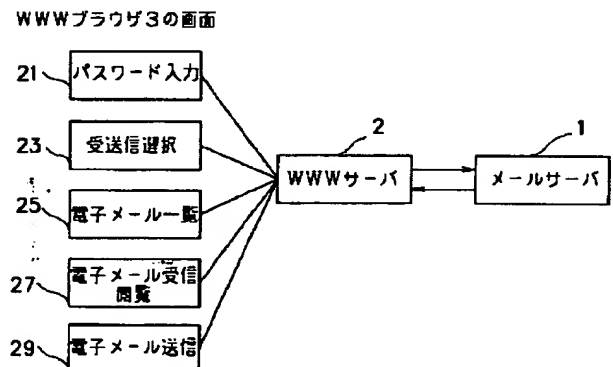 WWWブラウザ3の画面
21
パスワード入力
23
受送信選択
25
電子メール一覧
27
電子メール受信
閲覧
29
電子メール送信
2
WWWサーバ
1
メールサーバ